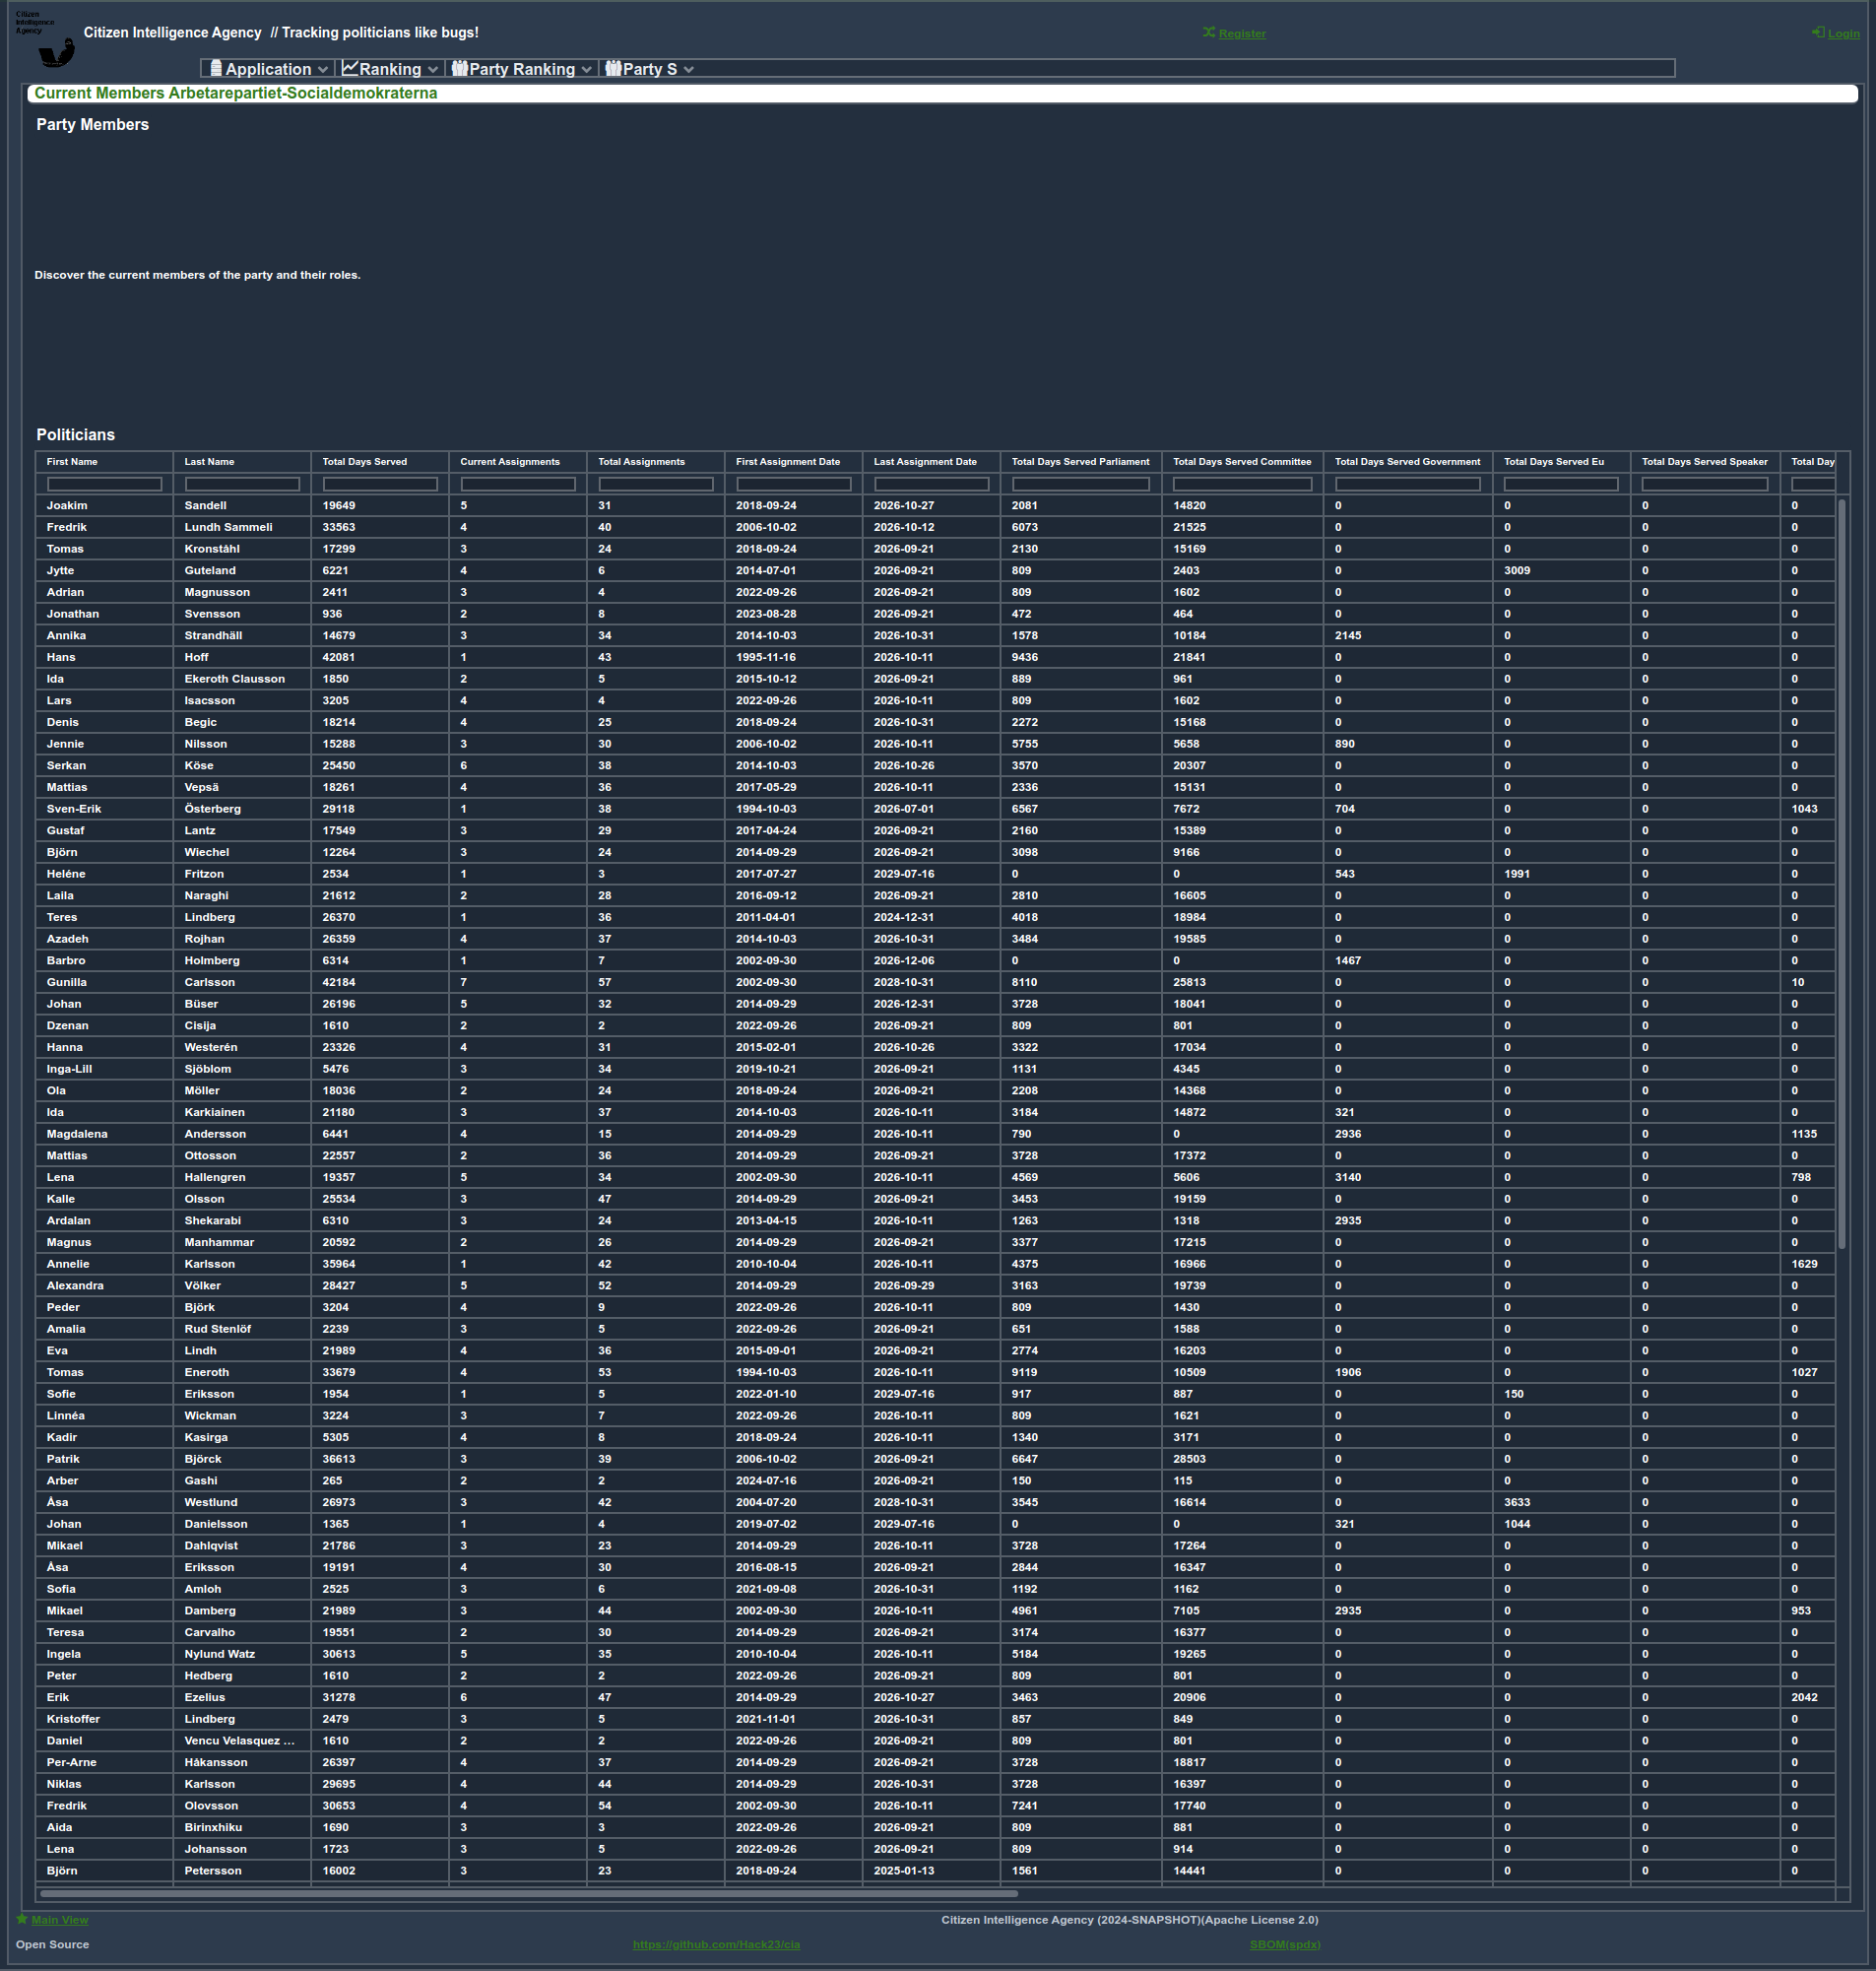 Citizen
Intelligence
Agency
Citizen Intelligence Agency // Tracking politicians like bugs!
Register
Login
Application Ranking Party Ranking Party S
Current Members Arbetarepartiet-Socialdemokraterna
Party Members
Discover the current members of the party and their roles.
Politicians
First Name Last Name Total Days Served Current Assignments Total Assignments First Assignment Date Last Assignment Date Total Days Served Parliament Total Days Served Committee Total Days Served Government Total Days Served Eu Total Days Served Speaker Total Day
Joakim Sandell 19649 5 31 2018-09-24 2026-10-27 2081 14820 0 0 0 0
Fredrik Lundh Sammeli 33563 4 40 2006-10-02 2026-10-12 6073 21525 0 0 0 0
Tomas Kronståhl 17299 3 24 2018-09-24 2026-09-21 2130 15169 0 0 0 0
Jytte Guteland 6221 4 6 2014-07-01 2026-09-21 809 2403 0 3009 0 0
Adrian Magnusson 2411 3 4 2022-09-26 2026-09-21 809 1602 0 0 0 0
Jonathan Svensson 936 2 8 2023-08-28 2026-09-21 472 464 0 0 0 0
Annika Strandhäll 14679 3 34 2014-10-03 2026-10-31 1578 10184 2145 0 0 0
Hans Hoff 42081 1 43 1995-11-16 2026-10-11 9436 21841 0 0 0 0
Ida Ekeroth Clausson 1850 2 5 2015-10-12 2026-09-21 889 961 0 0 0 0
Lars Isacsson 3205 4 4 2022-09-26 2026-10-11 809 1602 0 0 0 0
Denis Begic 18214 4 25 2018-09-24 2026-10-31 2272 15168 0 0 0 0
Jennie Nilsson 15288 3 30 2006-10-02 2026-10-11 5755 5658 890 0 0 0
Serkan Köse 25450 6 38 2014-10-03 2026-10-26 3570 20307 0 0 0 0
Mattias Vepsä 18261 4 36 2017-05-29 2026-10-11 2336 15131 0 0 0 0
Sven-Erik Österberg 29118 1 38 1994-10-03 2026-07-01 6567 7672 704 0 0 1043
Gustaf Lantz 17549 3 29 2017-04-24 2026-09-21 2160 15389 0 0 0 0
Björn Wiechel 12264 3 24 2014-09-29 2026-09-21 3098 9166 0 0 0 0
Heléne Fritzon 2534 1 3 2017-07-27 2029-07-16 0 0 543 1991 0 0
Laila Naraghi 21612 2 28 2016-09-12 2026-09-21 2810 16605 0 0 0 0
Teres Lindberg 26370 1 36 2011-04-01 2024-12-31 4018 18984 0 0 0 0
Azadeh Rojhan 26359 4 37 2014-10-03 2026-10-31 3484 19585 0 0 0 0
Barbro Holmberg 6314 1 7 2002-09-30 2026-12-06 0 0 1467 0 0 0
Gunilla Carlsson 42184 7 57 2002-09-30 2028-10-31 8110 25813 0 0 0 10
Johan Büser 26196 5 32 2014-09-29 2026-12-31 3728 18041 0 0 0 0
Dzenan Cisija 1610 2 2 2022-09-26 2026-09-21 809 801 0 0 0 0
Hanna Westerén 23326 4 31 2015-02-01 2026-10-26 3322 17034 0 0 0 0
Inga-Lill Sjöblom 5476 3 34 2019-10-21 2026-09-21 1131 4345 0 0 0 0
Ola Möller 18036 2 24 2018-09-24 2026-09-21 2208 14368 0 0 0 0
Ida Karkiainen 21180 3 37 2014-10-03 2026-10-11 3184 14872 321 0 0 0
Magdalena Andersson 6441 4 15 2014-09-29 2026-10-11 790 0 2936 0 0 1135
Mattias Ottosson 22557 2 36 2014-09-29 2026-09-21 3728 17372 0 0 0 0
Lena Hallengren 19357 5 34 2002-09-30 2026-10-11 4569 5606 3140 0 0 798
Kalle Olsson 25534 3 47 2014-09-29 2026-09-21 3453 19159 0 0 0 0
Ardalan Shekarabi 6310 3 24 2013-04-15 2026-10-11 1263 1318 2935 0 0 0
Magnus Manhammar 20592 2 26 2014-09-29 2026-09-21 3377 17215 0 0 0 0
Annelie Karlsson 35964 1 42 2010-10-04 2026-10-11 4375 16966 0 0 0 1629
Alexandra Völker 28427 5 52 2014-09-29 2026-09-29 3163 19739 0 0 0 0
Peder Björk 3204 4 9 2022-09-26 2026-10-11 809 1430 0 0 0 0
Amalia Rud Stenlöf 2239 3 5 2022-09-26 2026-09-21 651 1588 0 0 0 0
Eva Lindh 21989 4 36 2015-09-01 2026-09-21 2774 16203 0 0 0 0
Tomas Eneroth 33679 4 53 1994-10-03 2026-10-11 9119 10509 1906 0 0 1027
Sofie Eriksson 1954 1 5 2022-01-10 2029-07-16 917 887 0 150 0 0
Linnéa Wickman 3224 3 7 2022-09-26 2026-10-11 809 1621 0 0 0 0
Kadir Kasirga 5305 4 8 2018-09-24 2026-10-11 1340 3171 0 0 0 0
Patrik Björck 36613 3 39 2006-10-02 2026-09-21 6647 28503 0 0 0 0
Arber Gashi 265 2 2 2024-07-16 2026-09-21 150 115 0 0 0 0
Åsa Westlund 26973 3 42 2004-07-20 2028-10-31 3545 16614 0 3633 0 0
Johan Danielsson 1365 1 4 2019-07-02 2029-07-16 0 0 321 1044 0 0
Mikael Dahlqvist 21786 3 23 2014-09-29 2026-10-11 3728 17264 0 0 0 0
Åsa Eriksson 19191 4 30 2016-08-15 2026-09-21 2844 16347 0 0 0 0
Sofia Amloh 2525 3 6 2021-09-08 2026-10-31 1192 1162 0 0 0 0
Mikael Damberg 21989 3 44 2002-09-30 2026-10-11 4961 7105 2935 0 0 953
Teresa Carvalho 19551 2 30 2014-09-29 2026-09-21 3174 16377 0 0 0 0
Ingela Nylund Watz 30613 5 35 2010-10-04 2026-10-11 5184 19265 0 0 0 0
Peter Hedberg 1610 2 2 2022-09-26 2026-09-21 809 801 0 0 0 0
Erik Ezelius 31278 6 47 2014-09-29 2026-10-27 3463 20906 0 0 0 2042
Kristoffer Lindberg 2479 3 5 2021-11-01 2026-10-31 857 849 0 0 0 0
Daniel Vencu Velasquez ... 1610 2 2 2022-09-26 2026-09-21 809 801 0 0 0 0
Per-Arne Håkansson 26397 4 37 2014-09-29 2026-09-21 3728 18817 0 0 0 0
Niklas Karlsson 29695 4 44 2014-09-29 2026-10-31 3728 16397 0 0 0 0
Fredrik Olovsson 30653 4 54 2002-09-30 2026-10-11 7241 17740 0 0 0 0
Aida Birinxhiku 1690 3 3 2022-09-26 2026-09-21 809 881 0 0 0 0
Lena Johansson 1723 3 5 2022-09-26 2026-09-21 809 914 0 0 0 0
Björn Petersson 16002 3 23 2018-09-24 2025-01-13 1561 14441 0 0 0 0
Main View
Citizen Intelligence Agency (2024-SNAPSHOT)(Apache License 2.0)
Open Source
https://github.com/Hack23/cia
SBOM(spdx)